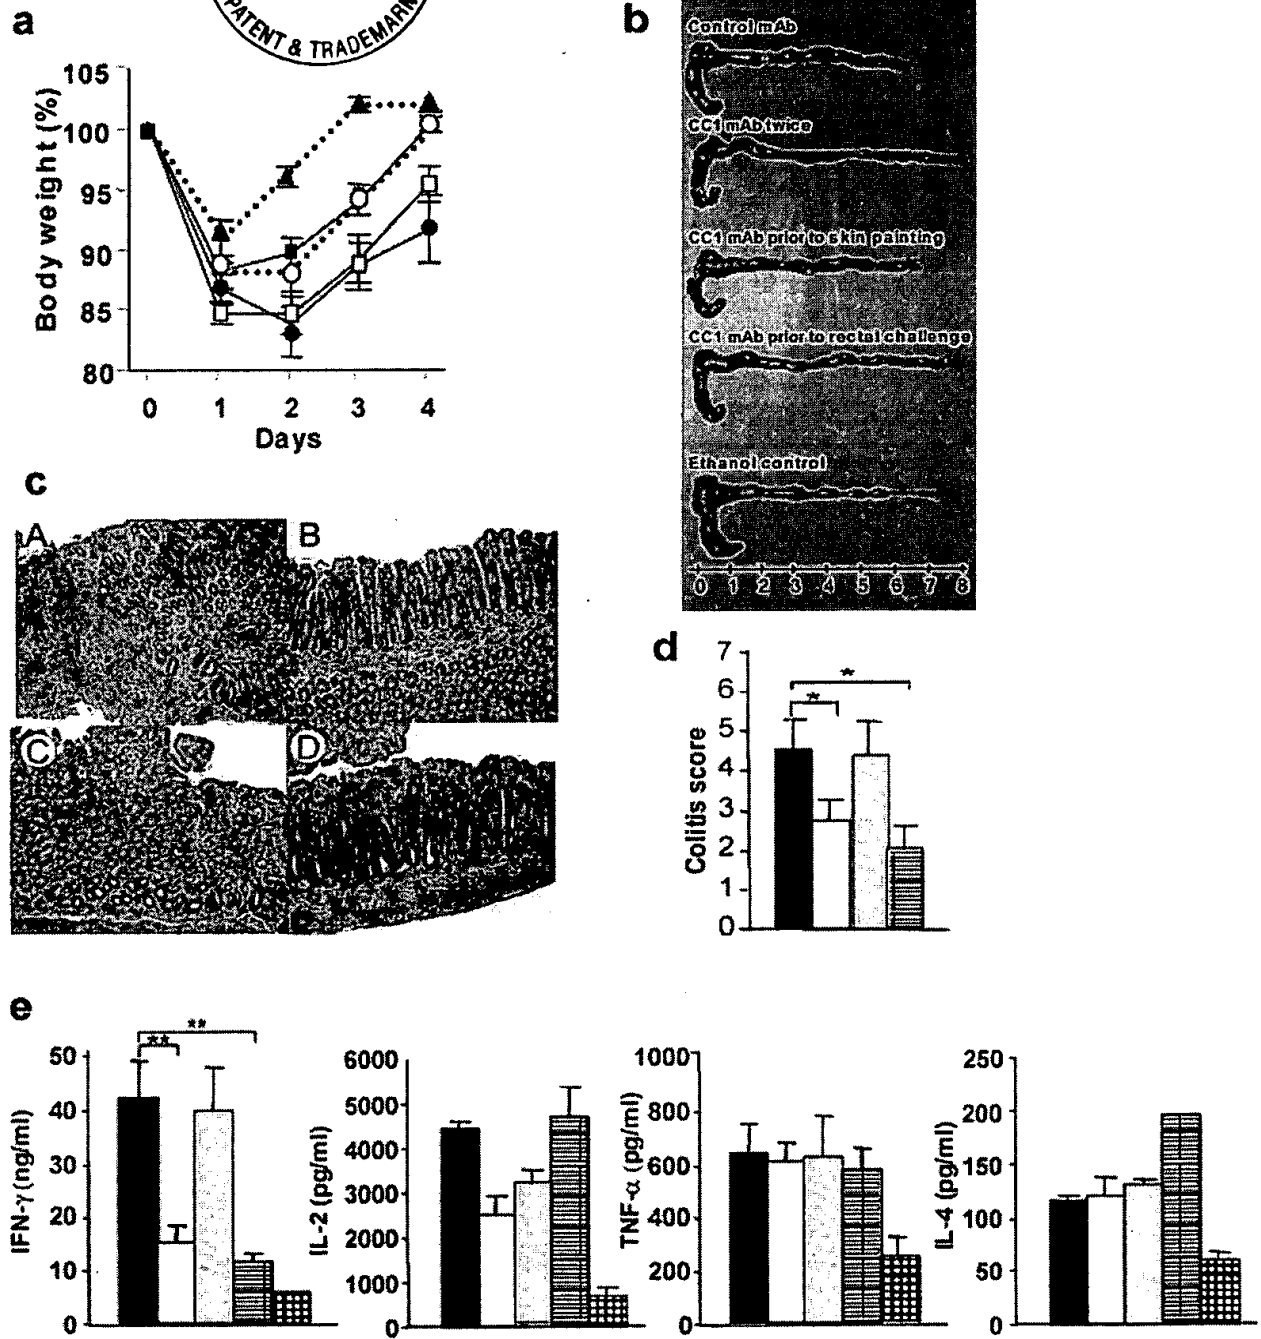 a
PATENT & TRADEMARK
105
100
95
90
85
80
Body weight (%)
0 1 2 3 4
Days
b
Control mAb
CC1 mAb twice
CC1 mAb prior to skin painting
CC1 mAb prior to rectal challenge
Ethanol control
0 1 2 3 4 5 6 7 8
c
A B
C D
d
7
6
5
4
3
2
1
0
Colitis score
*
*
e
**
**
50
40
30
20
10
0
IFN-γ (ng/ml)
6000
5000
4000
3000
2000
1000
0
IL-2 (pg/ml)
1000
800
600
400
200
0
TNF-α (pg/ml)
250
200
150
100
50
0
IL-4 (pg/ml)